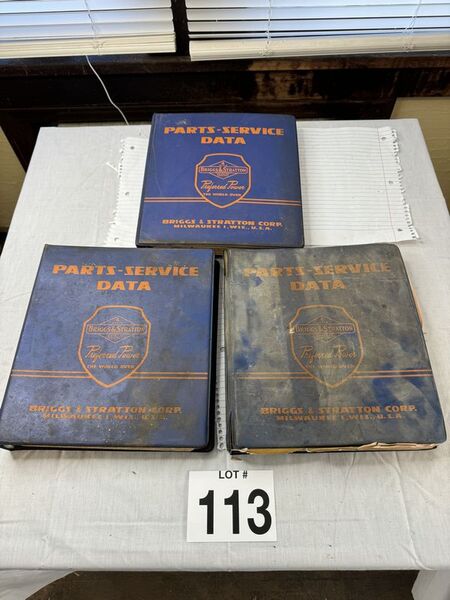 PARTS-SERVICE
DATA
BRIGGS & STRATTON
Preferred Power
THE WORLD OVER
BRIGGS & STRATTON CORP.
MILWAUKEE 1, WIS., U.S.A.
PARTS-SERVICE
DATA
BRIGGS & STRATTON
Preferred Power
THE WORLD OVER
BRIGGS & STRATTON CORP.
MILWAUKEE 1, WIS., U.S.A.
PARTS-SERVICE
DATA
BRIGGS & STRATTON
Preferred Power
THE WORLD OVER
BRIGGS & STRATTON CORP.
MILWAUKEE 1, WIS., U.S.A.
LOT #
113